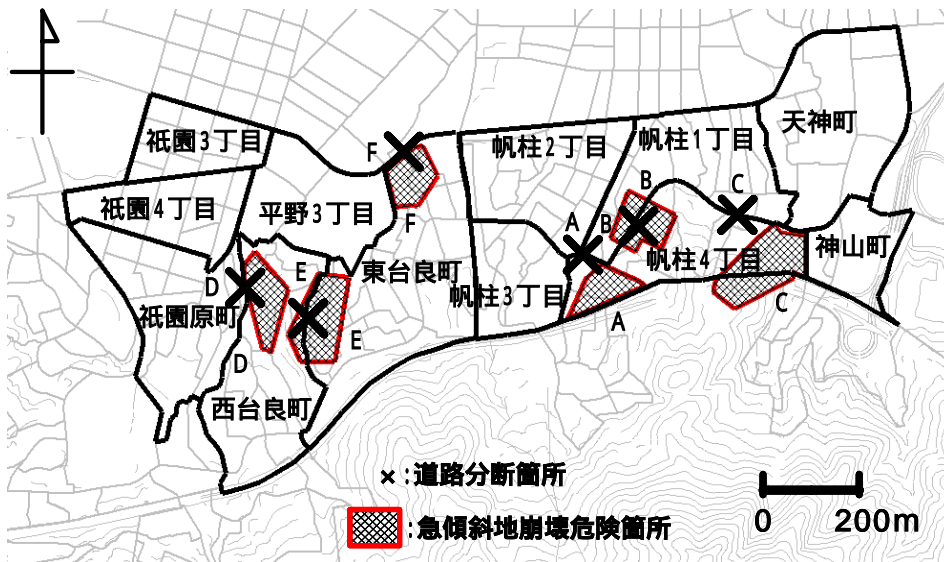 天神町
祇園3丁目
帆柱2丁目
帆柱1丁目
F
祇園4丁目
平野3丁目
B
C
F
A
B
神山町
帆柱4丁目
E
東台良町
D
帆柱3丁目
祇園原町
A
C
D
E
西台良町
×:道路分断箇所
:急傾斜地崩壊危険箇所
0 200m